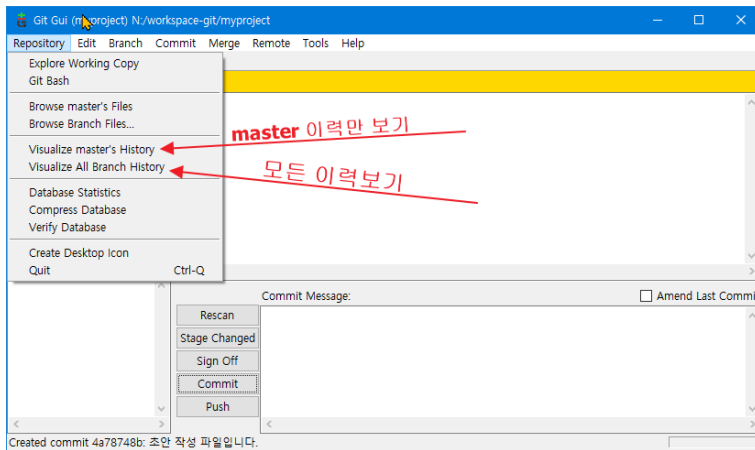 Git Gui (myproject) N:/workspace-git/myproject
Repository Edit Branch Commit Merge Remote Tools Help
Explore Working Copy
Git Bash
Browse master's Files
Browse Branch Files...
master 이력만 보기
Visualize master's History
Visualize All Branch History
모든 이력보기
Database Statistics
Compress Database
Verify Database
Create Desktop Icon
Quit Ctrl-Q
Commit Message: Amend Last Commi
Rescan
Stage Changed
Sign Off
Commit
Push
Created commit 4a78748b: 초안 작성 파일입니다.